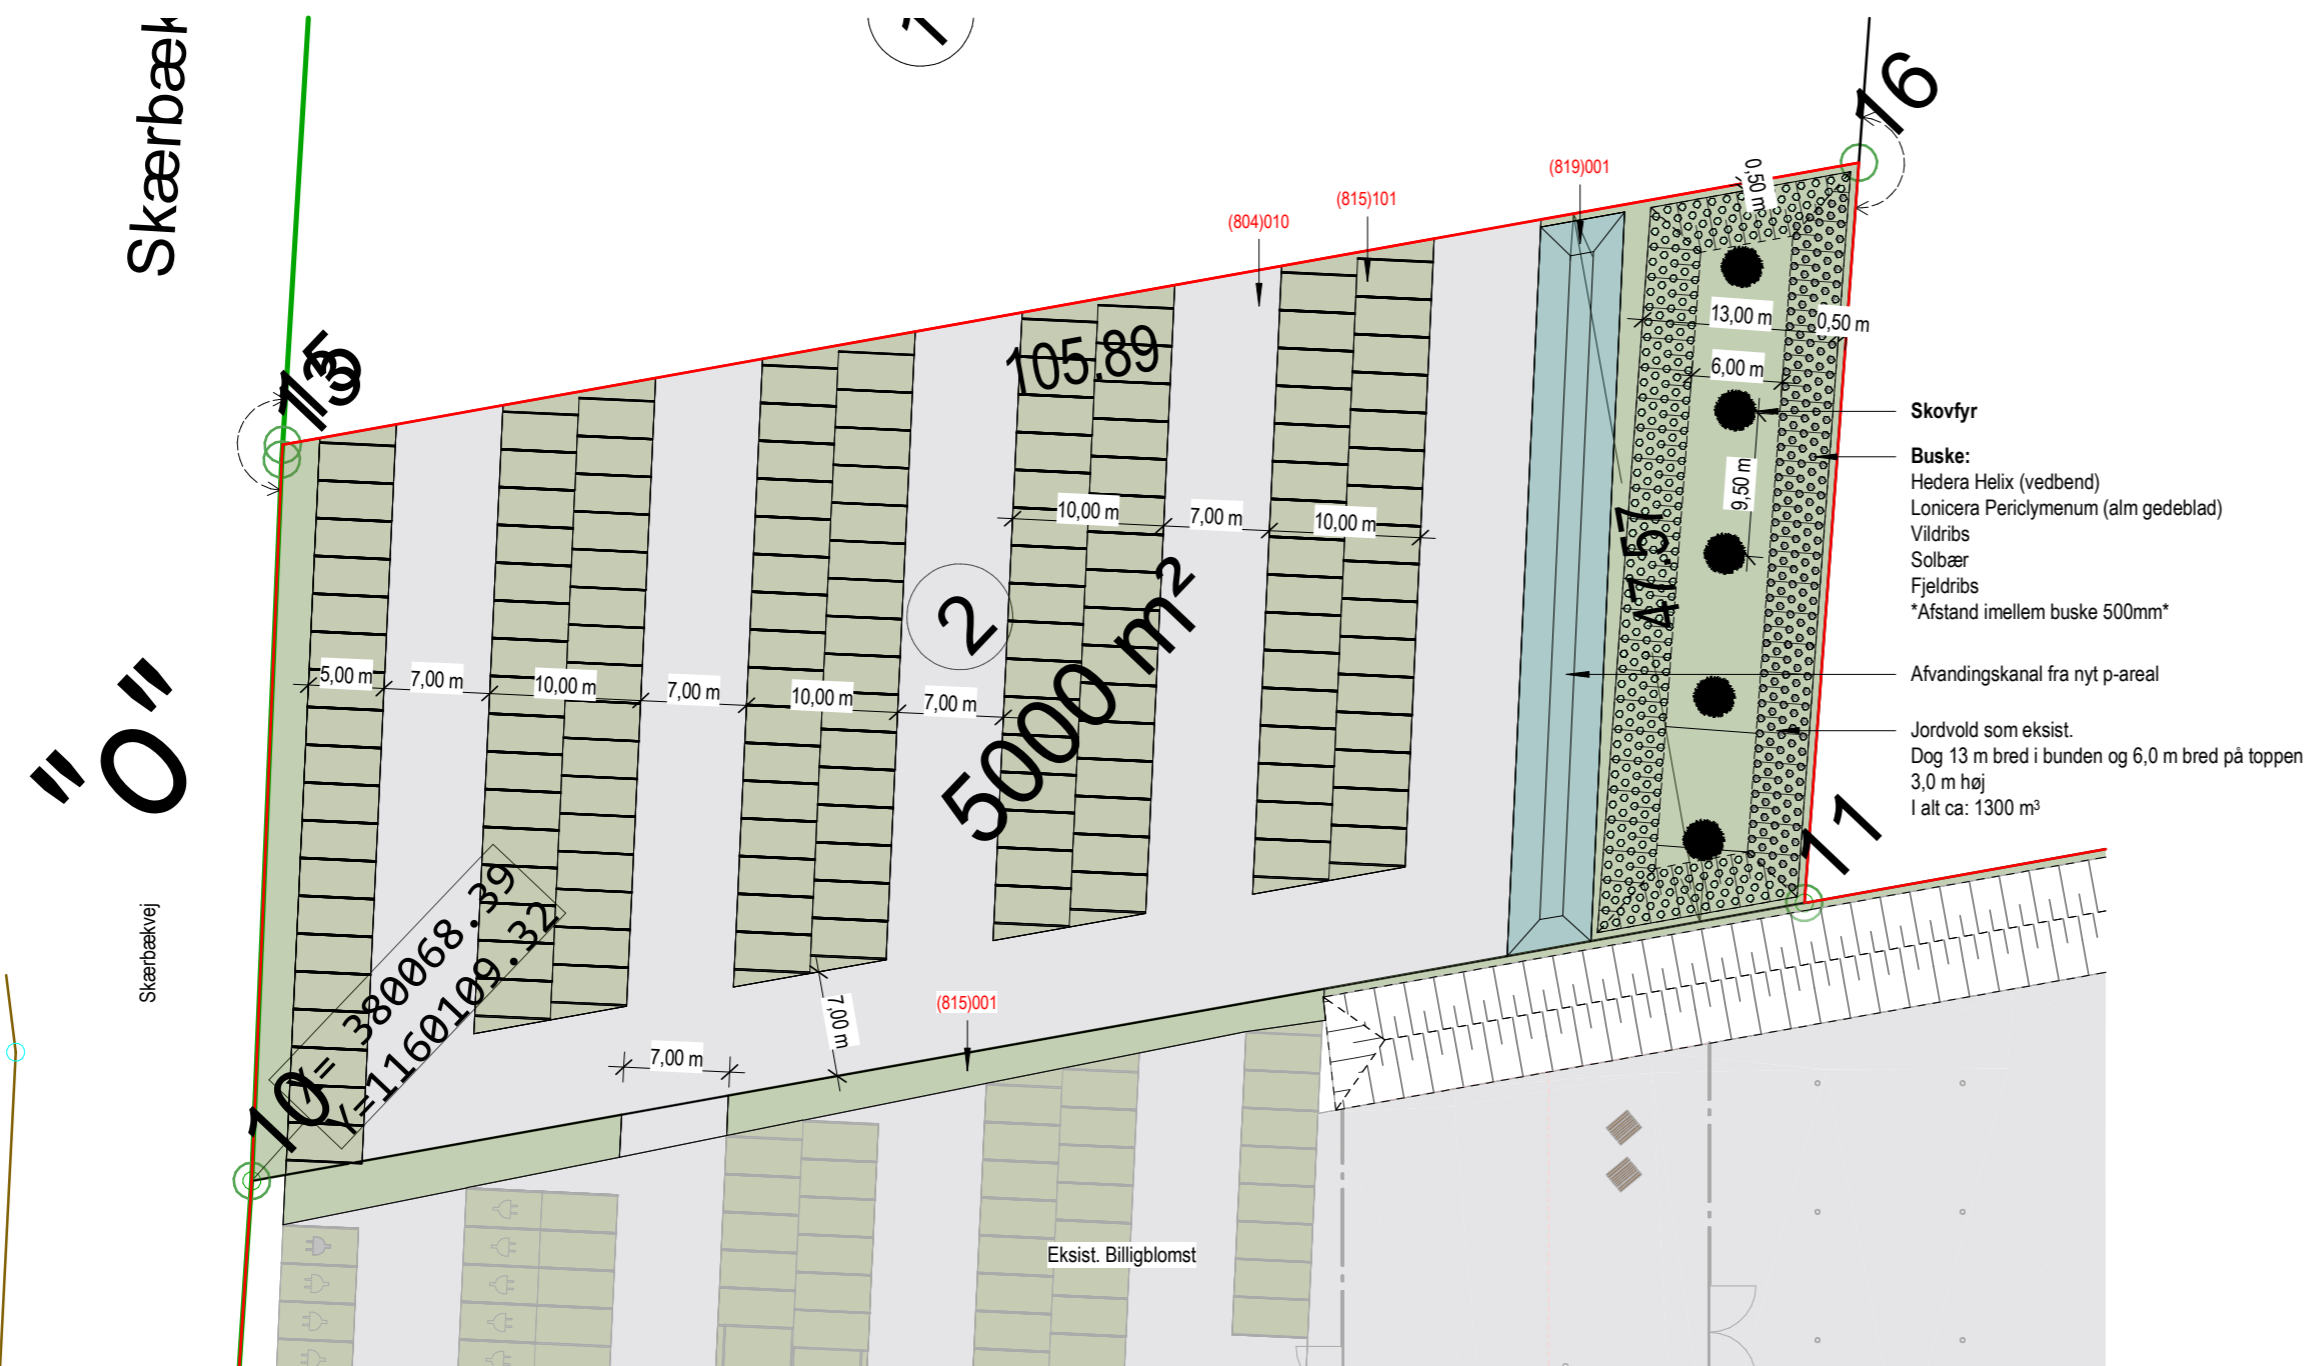 Skærbæk
1
16
(819)001
(815)101
(804)010
0,50 m
15
13
105.89
13,00 m
0,50 m
6,00 m
Skovfyr
Buske:
Hedera Helix (vedbend)
Lonicera Periclymenum (alm gedeblad)
Vildribs
Solbær
Fjeldribs
*Afstand imellem buske 500mm*
9,50 m
47.57
10,00 m
7,00 m
10,00 m
2
5000 m²
5,00 m
7,00 m
10,00 m
7,00 m
10,00 m
7,00 m
Afvandingskanal fra nyt p-areal
Jordvold som eksist.
Dog 13 m bred i bunden og 6,0 m bred på toppen
3,0 m høj
I alt ca: 1300 m³
"O"
11
X= 380068.39
Y=1160109.32
10
Skærbækvej
7,00 m
7,00 m
(815)001
Eksist. Billigblomst